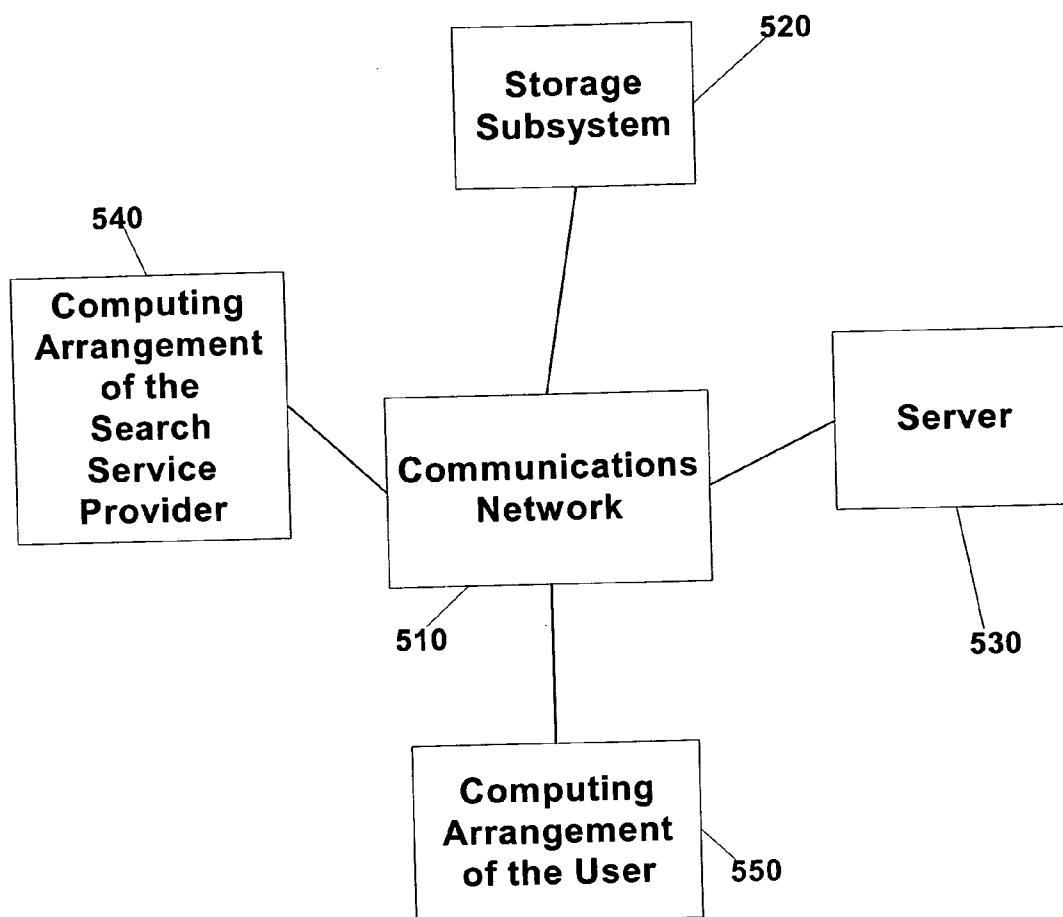 520
Storage
Subsystem
540
Computing
Arrangement
of the
Search
Service
Provider
Server
Communications
Network
510
530
Computing
Arrangement
of the User
550